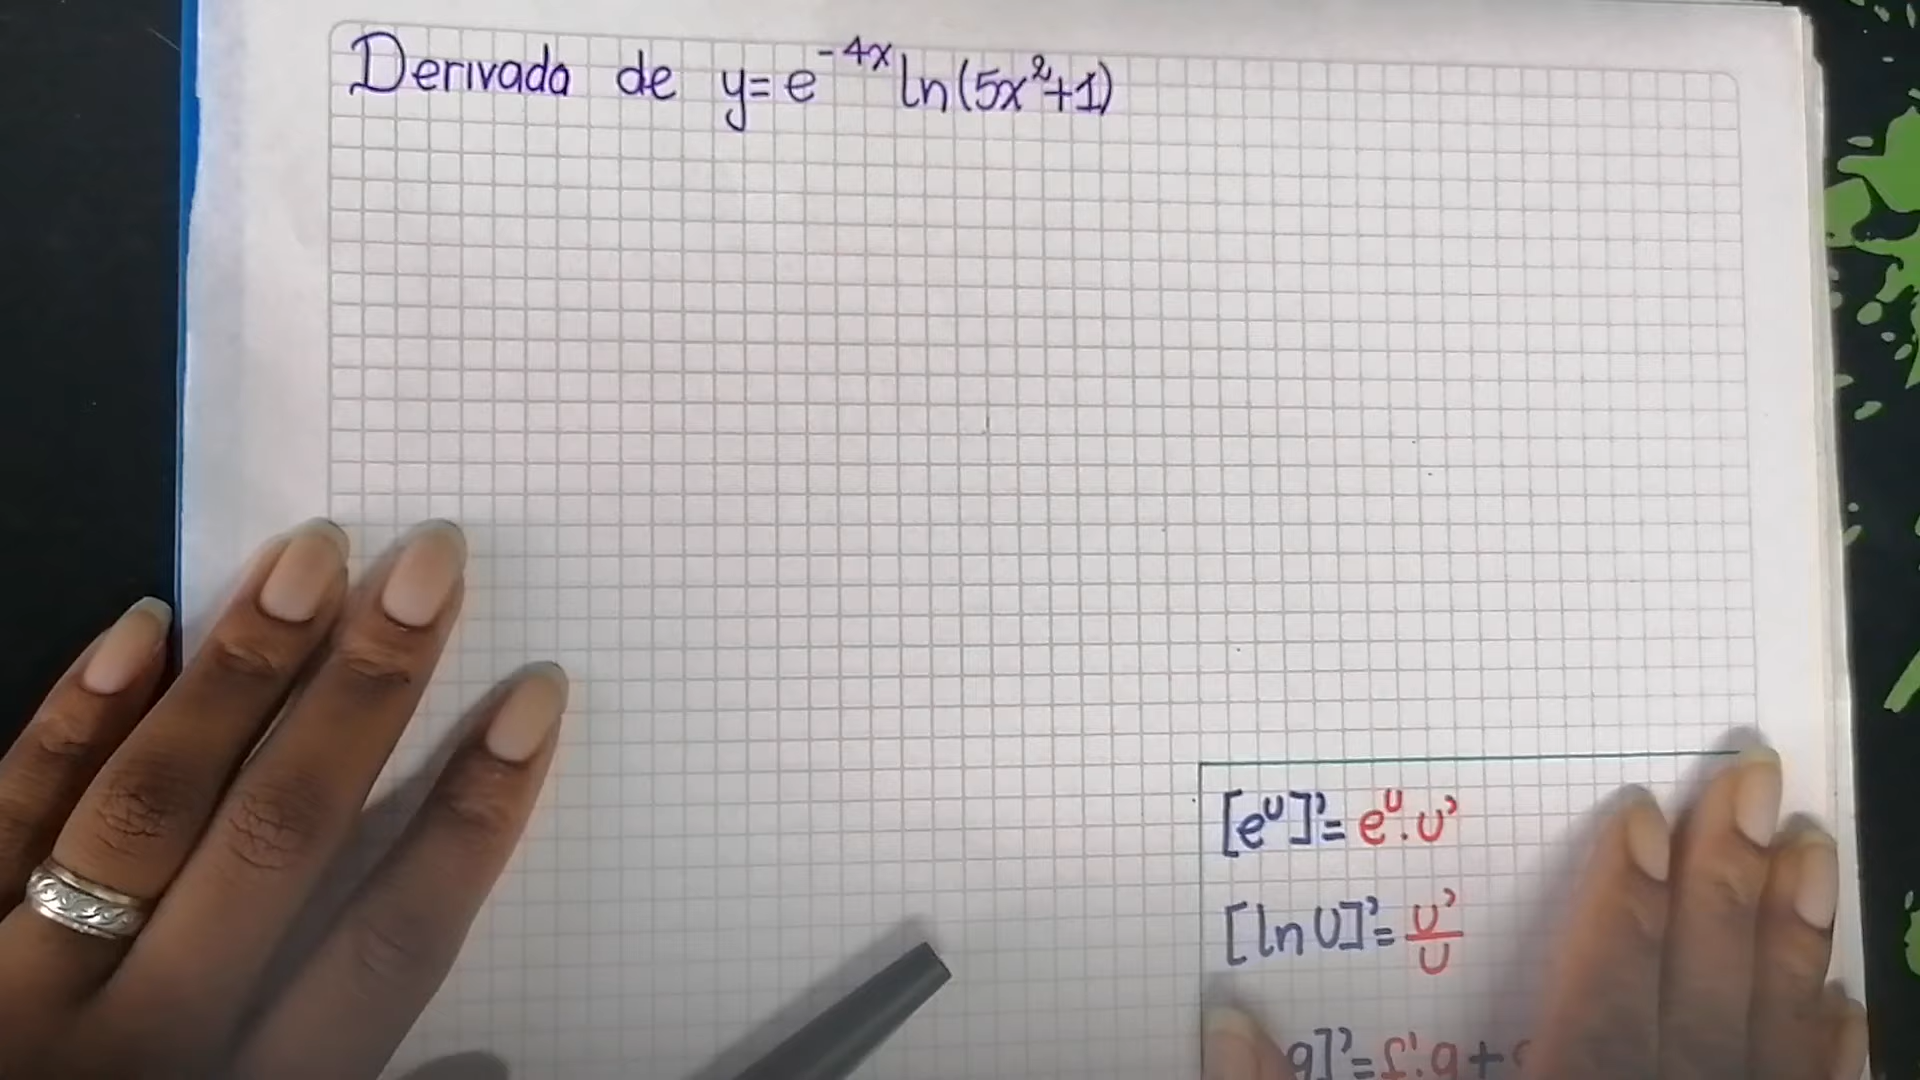 Derivada de y=e^{-4x} ln(5x²+1)
[e^U]'= e^U.U'
[ln U]'= U'/U
g]'=f'.g+